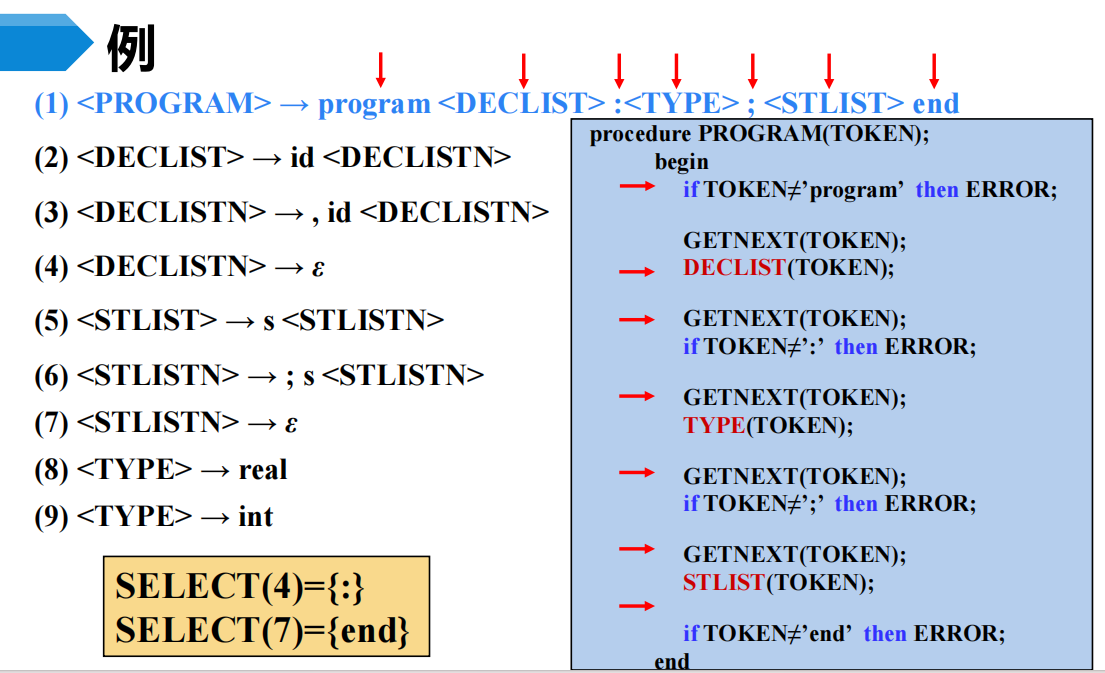 例
(1) <PROGRAM> → program <DECLIST> :<TYPE> ; <STLIST> end
(2) <DECLIST> → id <DECLISTN>
(3) <DECLISTN> → , id <DECLISTN>
(4) <DECLISTN> → ε
(5) <STLIST> → s <STLISTN>
(6) <STLISTN> → ; s <STLISTN>
(7) <STLISTN> → ε
(8) <TYPE> → real
(9) <TYPE> → int
SELECT(4)={:}
SELECT(7)={end}
procedure PROGRAM(TOKEN);
begin
if TOKEN≠’program’ then ERROR;
GETNEXT(TOKEN);
DECLIST(TOKEN);
GETNEXT(TOKEN);
if TOKEN≠’:’ then ERROR;
GETNEXT(TOKEN);
TYPE(TOKEN);
GETNEXT(TOKEN);
if TOKEN≠’;’ then ERROR;
GETNEXT(TOKEN);
STLIST(TOKEN);
if TOKEN≠’end’ then ERROR;
end